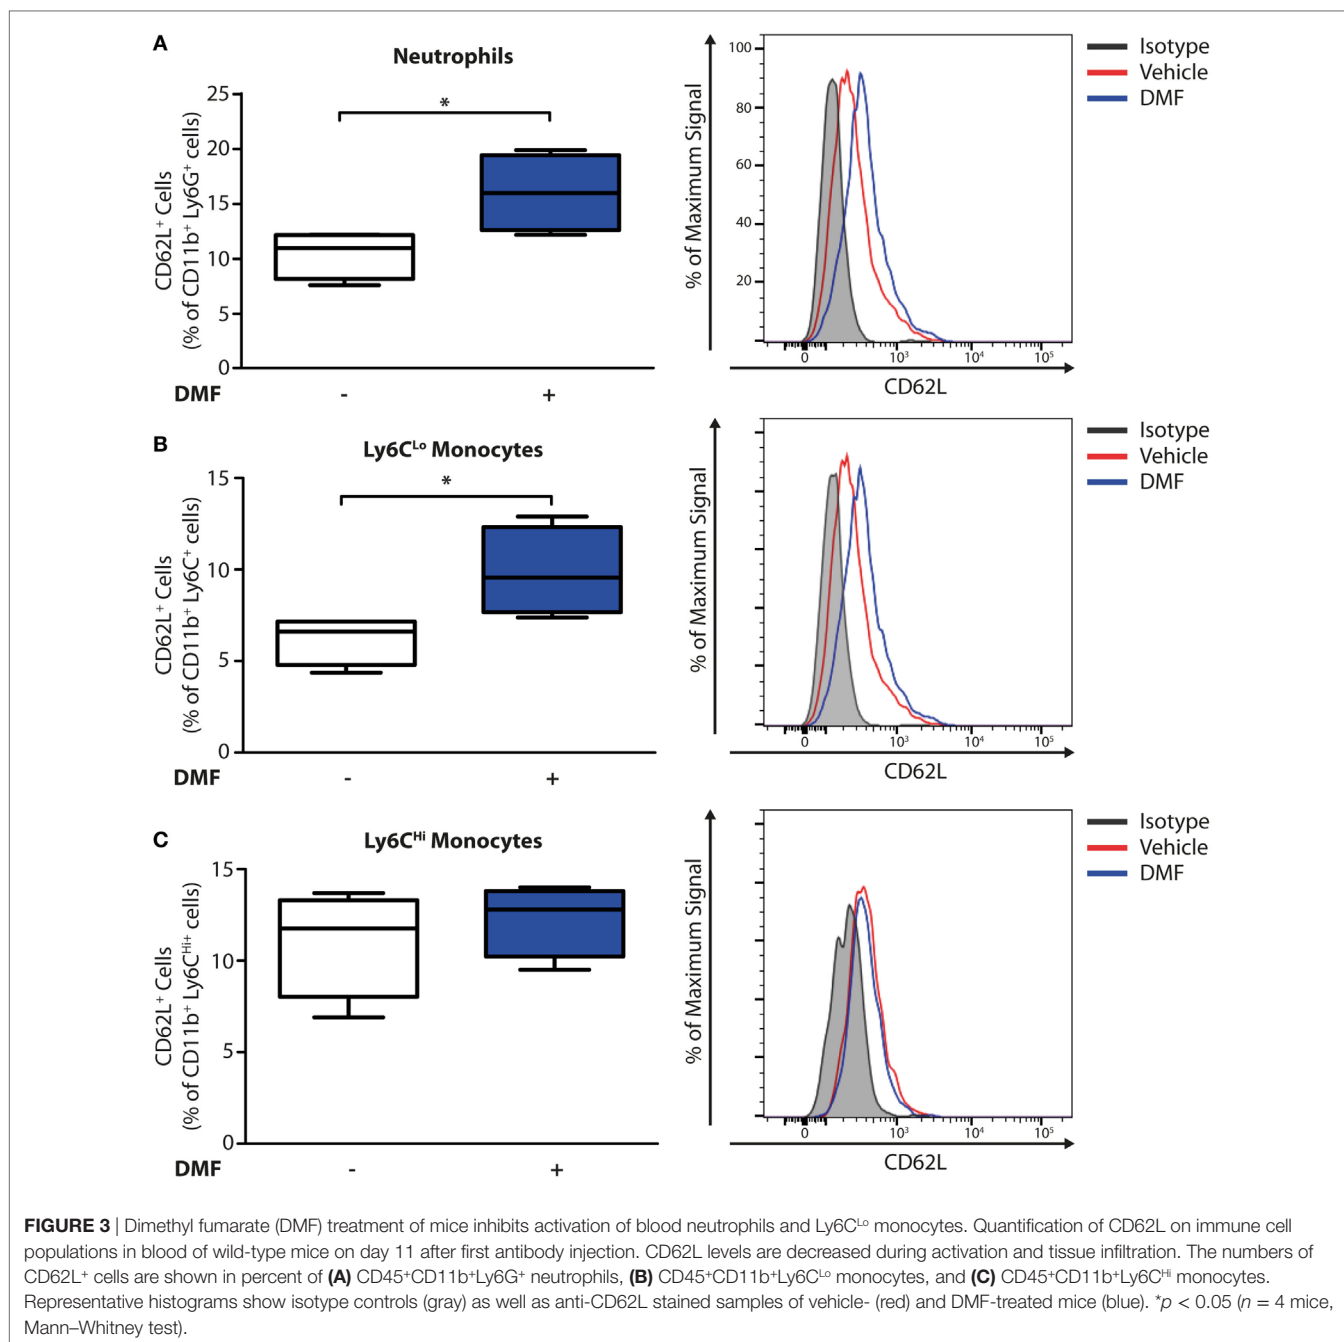 A
Neutrophils
CD62L⁺ Cells
(% of CD11b⁺ Ly6G⁺ cells)
25
20
15
10
5
0
*
DMF
-
+
% of Maximum Signal
100
80
60
40
20
0
10³
10⁴
10⁵
CD62L
Isotype
Vehicle
DMF
B
Ly6Cᴸᵒ Monocytes
CD62L⁺ Cells
(% of CD11b⁺ Ly6C⁺ cells)
15
10
5
0
*
DMF
-
+
% of Maximum Signal
0
10³
10⁴
10⁵
CD62L
Isotype
Vehicle
DMF
C
Ly6Cᴴⁱ Monocytes
CD62L⁺ Cells
(% of CD11b⁺ Ly6Cᴴⁱ⁺ cells)
15
10
5
0
DMF
-
+
% of Maximum Signal
0
10³
10⁴
10⁵
CD62L
Isotype
Vehicle
DMF
FIGURE 3 | Dimethyl fumarate (DMF) treatment of mice inhibits activation of blood neutrophils and Ly6Cᴸᵒ monocytes. Quantification of CD62L on immune cell
populations in blood of wild-type mice on day 11 after first antibody injection. CD62L levels are decreased during activation and tissue infiltration. The numbers of
CD62L⁺ cells are shown in percent of (A) CD45⁺CD11b⁺Ly6G⁺ neutrophils, (B) CD45⁺CD11b⁺Ly6Cᴸᵒ monocytes, and (C) CD45⁺CD11b⁺Ly6Cᴴⁱ monocytes.
Representative histograms show isotype controls (gray) as well as anti-CD62L stained samples of vehicle- (red) and DMF-treated mice (blue). *p < 0.05 (n = 4 mice,
Mann–Whitney test).